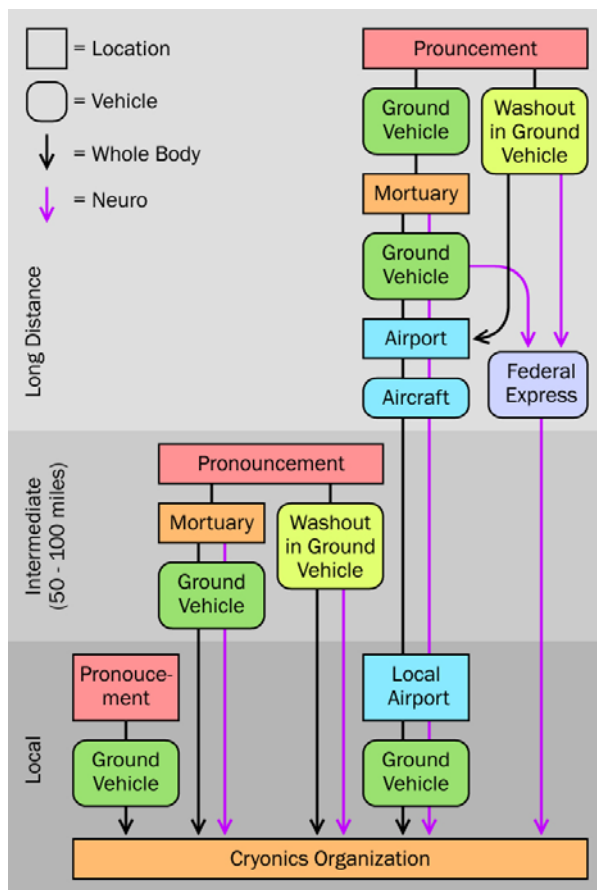 = Location
= Vehicle
= Whole Body
= Neuro
Long Distance
Prouncement
Ground
Vehicle
Washout
in Ground
Vehicle
Mortuary
Ground
Vehicle
Airport
Aircraft
Federal
Express
Intermediate
(50 - 100 miles)
Pronouncement
Mortuary
Washout
in Ground
Vehicle
Ground
Vehicle
Local
Pronouce-
ment
Ground
Vehicle
Local
Airport
Ground
Vehicle
Cryonics Organization